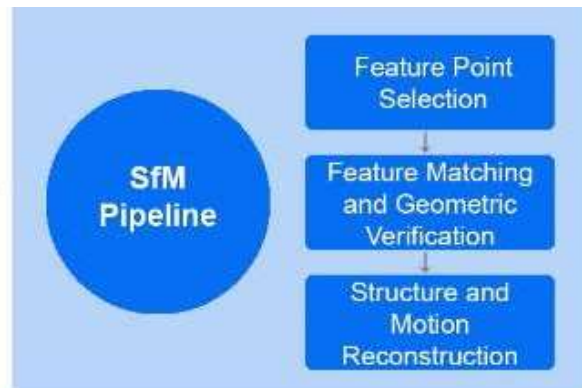 SfM
Pipeline
Feature Point
Selection
Feature Matching
and Geometric
Verification
Structure and
Motion
Reconstruction